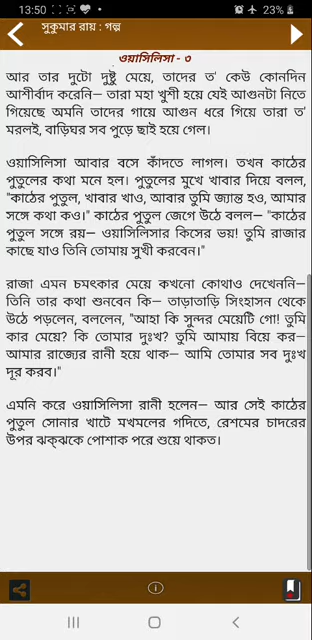 13:50
23%
সুকুমার রায় : গল্প
ওয়াসিলিসা - ৩
আর তার দুটো দুষ্টু মেয়ে, তাদের ত' কেউ কোনদিন
আশীর্বাদ করেনি— তারা মহা খুশী হয়ে যেই আগুনটা নিতে
গিয়েছে অমনি তাদের গায়ে আগুন ধরে গিয়ে তারা ত'
মরলই, বাড়িঘর সব পুড়ে ছাই হয়ে গেল।
ওয়াসিলিসা আবার বসে কাঁদতে লাগল। তখন কাঠের
পুতুলের কথা মনে হল। পুতুলের মুখে খাবার দিয়ে বলল,
"কাঠের পুতুল, খাবার খাও, আবার তুমি জ্যান্ত হও, আমার
সঙ্গে কথা কও।" কাঠের পুতুল জেগে উঠে বলল— "কাঠের
পুতুল সঙ্গে রয়— ওয়াসিলিসার কিসের ভয়! তুমি রাজার
কাছে যাও তিনি তোমায় সুখী করবেন।"
রাজা এমন চমৎকার মেয়ে কখনো কোথাও দেখেননি—
তিনি তার কথা শুনবেন কি— তাড়াতাড়ি সিংহাসন থেকে
উঠে পড়লেন, বললেন, "আহা কি সুন্দর মেয়েটি গো! তুমি
কার মেয়ে? কি তোমার দুঃখ? তুমি আমায় বিয়ে কর—
আমার রাজ্যের রানী হয়ে থাক— আমি তোমার সব দুঃখ
দূর করব।"
এমনি করে ওয়াসিলিসা রানী হলেন— আর সেই কাঠের
পুতুল সোনার খাটে মখমলের গদিতে, রেশমের চাদরের
উপর ঝক্‌ঝকে পোশাক পরে শুয়ে থাকত।